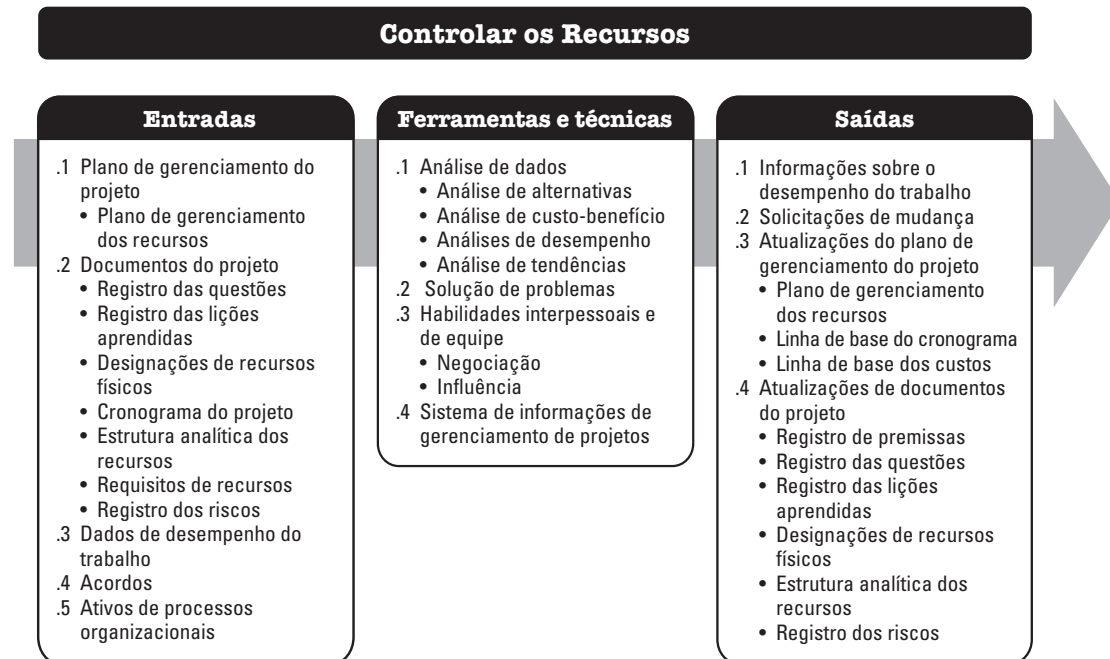 Controlar os Recursos
Entradas
.1 Plano de gerenciamento do
projeto
• Plano de gerenciamento
dos recursos
.2 Documentos do projeto
• Registro das questões
• Registro das lições
aprendidas
• Designações de recursos
físicos
• Cronograma do projeto
• Estrutura analítica dos
recursos
• Requisitos de recursos
• Registro dos riscos
.3 Dados de desempenho do
trabalho
.4 Acordos
.5 Ativos de processos
organizacionais
Ferramentas e técnicas
.1 Análise de dados
• Análise de alternativas
• Análise de custo-benefício
• Análises de desempenho
• Análise de tendências
.2 Solução de problemas
.3 Habilidades interpessoais e
de equipe
• Negociação
• Influência
.4 Sistema de informações de
gerenciamento de projetos
Saídas
.1 Informações sobre o
desempenho do trabalho
.2 Solicitações de mudança
.3 Atualizações do plano de
gerenciamento do projeto
• Plano de gerenciamento
dos recursos
• Linha de base do cronograma
• Linha de base dos custos
.4 Atualizações de documentos
do projeto
• Registro de premissas
• Registro das questões
• Registro das lições
aprendidas
• Designações de recursos
físicos
• Estrutura analítica dos
recursos
• Registro dos riscos